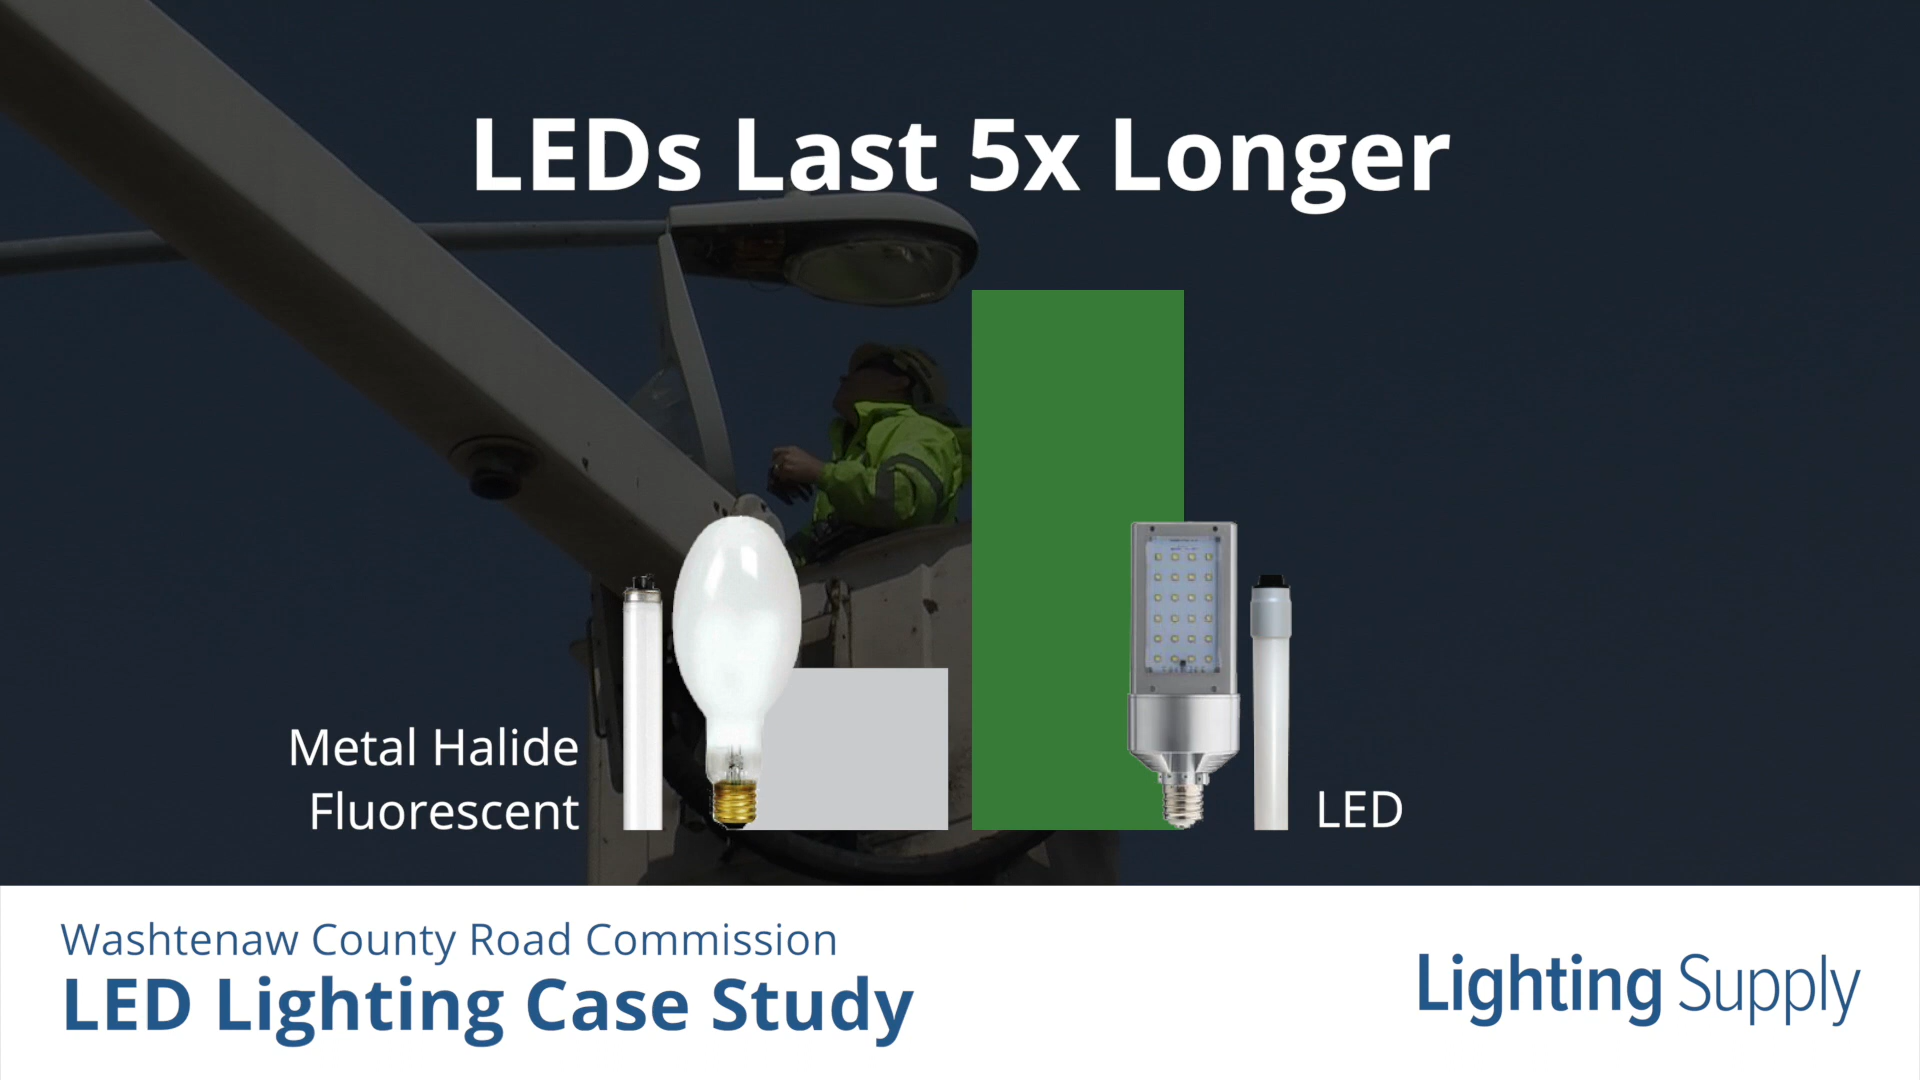 LEDs Last 5x Longer
Metal Halide
Fluorescent
LED
Washtenaw County Road Commission
LED Lighting Case Study
Lighting Supply